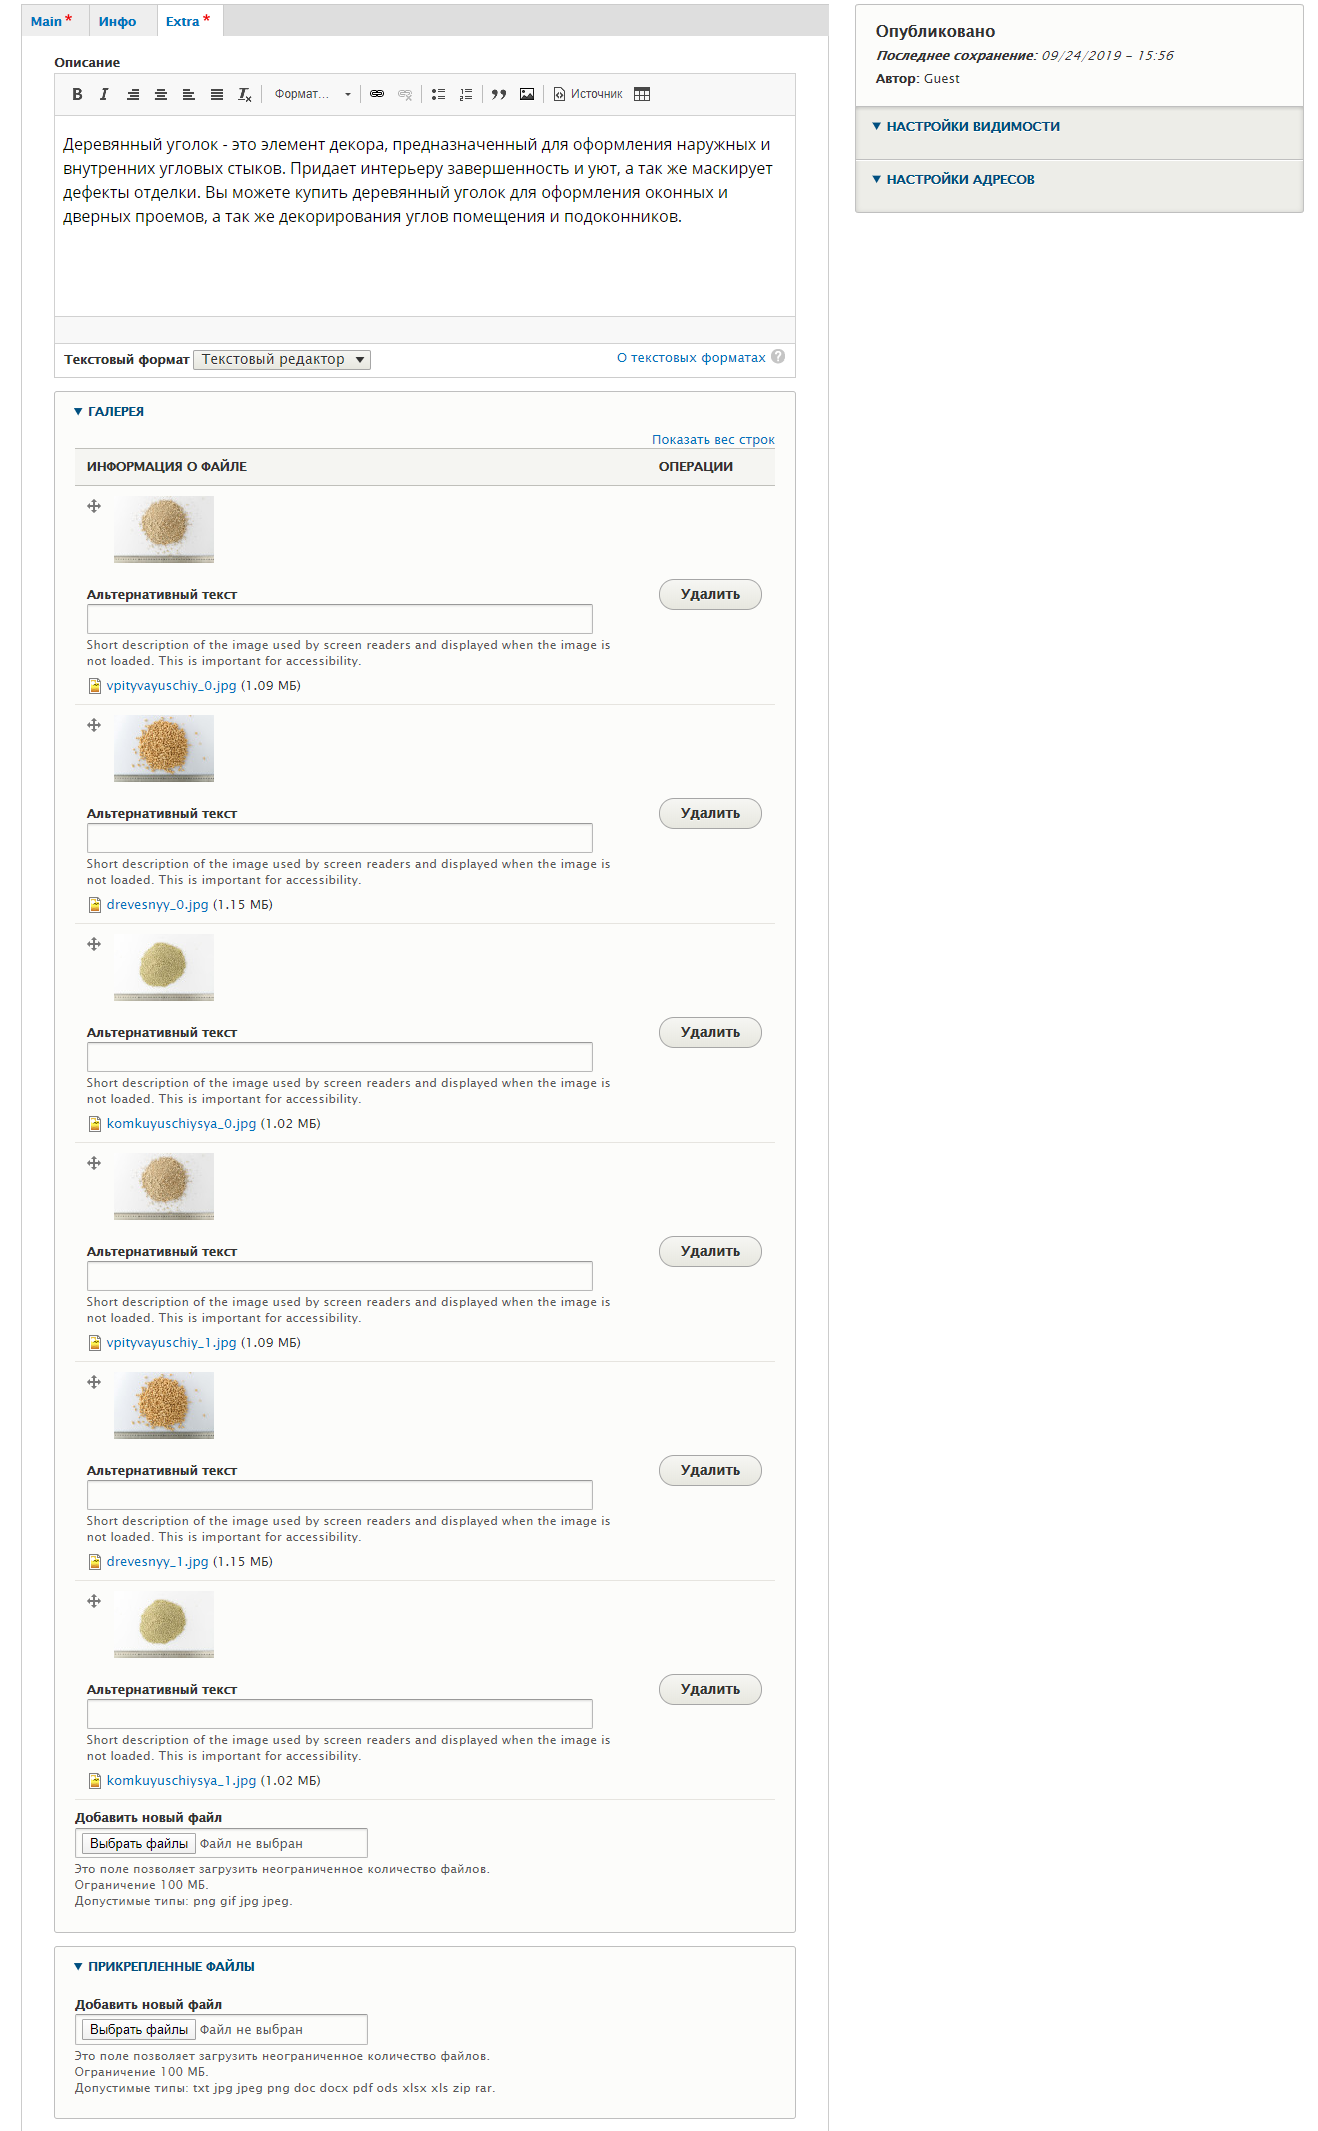 Main *
Инфо
Extra *
Опубликовано
Последнее сохранение: 09/24/2019 - 15:56
Автор: Guest
НАСТРОЙКИ ВИДИМОСТИ
НАСТРОЙКИ АДРЕСОВ
Описание
B I Формат... Источник
Деревянный уголок - это элемент декора, предназначенный для оформления наружных и
внутренних угловых стыков. Придает интерьеру завершенность и уют, а так же маскирует
дефекты отделки. Вы можете купить деревянный уголок для оформления оконных и
дверных проемов, а так же декорирования углов помещения и подоконников.
Текстовый формат Текстовый редактор О текстовых форматах ?
ГАЛЕРЕЯ
Показать вес строк
ИНФОРМАЦИЯ О ФАЙЛЕ ОПЕРАЦИИ
Альтернативный текст Удалить
Short description of the image used by screen readers and displayed when the image is
not loaded. This is important for accessibility.
vpityvayuschiy_0.jpg (1.09 МБ)
Альтернативный текст Удалить
Short description of the image used by screen readers and displayed when the image is
not loaded. This is important for accessibility.
drevesnyy_0.jpg (1.15 МБ)
Альтернативный текст Удалить
Short description of the image used by screen readers and displayed when the image is
not loaded. This is important for accessibility.
komkuyuschiysya_0.jpg (1.02 МБ)
Альтернативный текст Удалить
Short description of the image used by screen readers and displayed when the image is
not loaded. This is important for accessibility.
vpityvayuschiy_1.jpg (1.09 МБ)
Альтернативный текст Удалить
Short description of the image used by screen readers and displayed when the image is
not loaded. This is important for accessibility.
drevesnyy_1.jpg (1.15 МБ)
Альтернативный текст Удалить
Short description of the image used by screen readers and displayed when the image is
not loaded. This is important for accessibility.
komkuyuschiysya_1.jpg (1.02 МБ)
Добавить новый файл
Выбрать файлы Файл не выбран
Это поле позволяет загрузить неограниченное количество файлов.
Ограничение 100 МБ.
Допустимые типы: png gif jpg jpeg.
ПРИКРЕПЛЕННЫЕ ФАЙЛЫ
Добавить новый файл
Выбрать файлы Файл не выбран
Это поле позволяет загрузить неограниченное количество файлов.
Ограничение 100 МБ.
Допустимые типы: txt jpg jpeg png doc docx pdf ods xlsx xls zip rar.